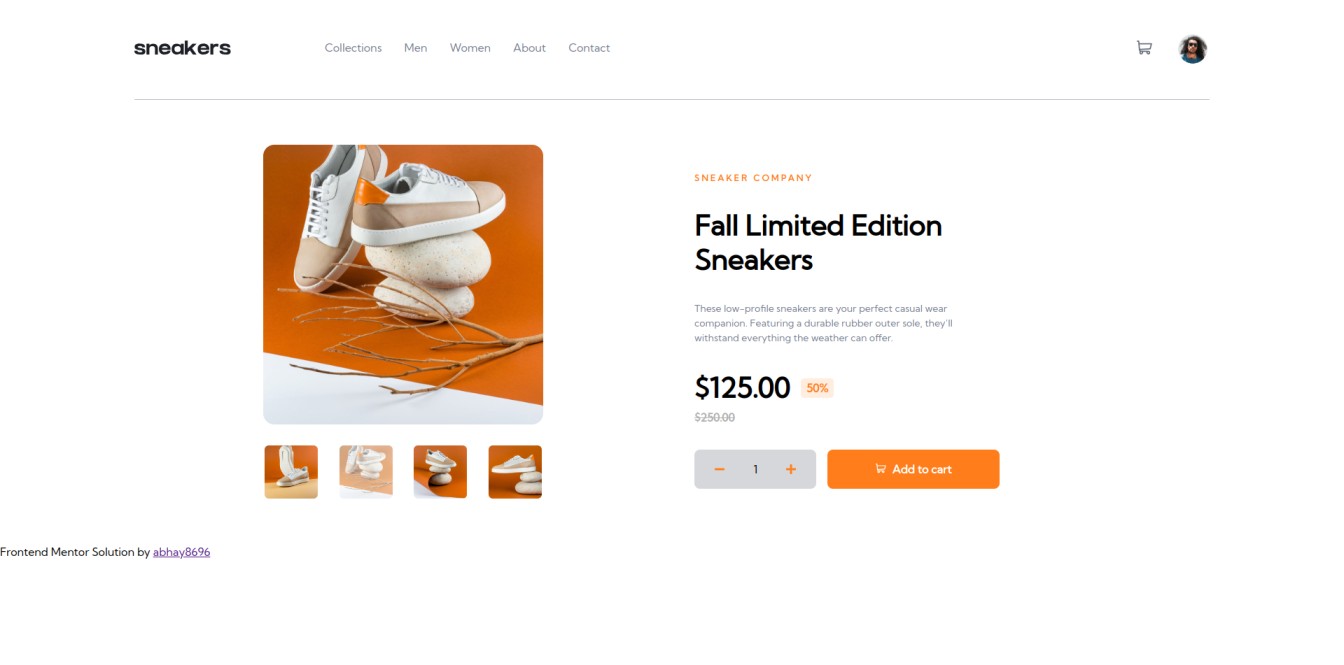 sneakers
Collections Men Women About Contact
SNEAKER COMPANY
Fall Limited Edition
Sneakers
These low-profile sneakers are your perfect casual wear
companion. Featuring a durable rubber outer sole, they'll
withstand everything the weather can offer.
$125.00 50%
$250.00
1 Add to cart
Frontend Mentor Solution by abhay8696